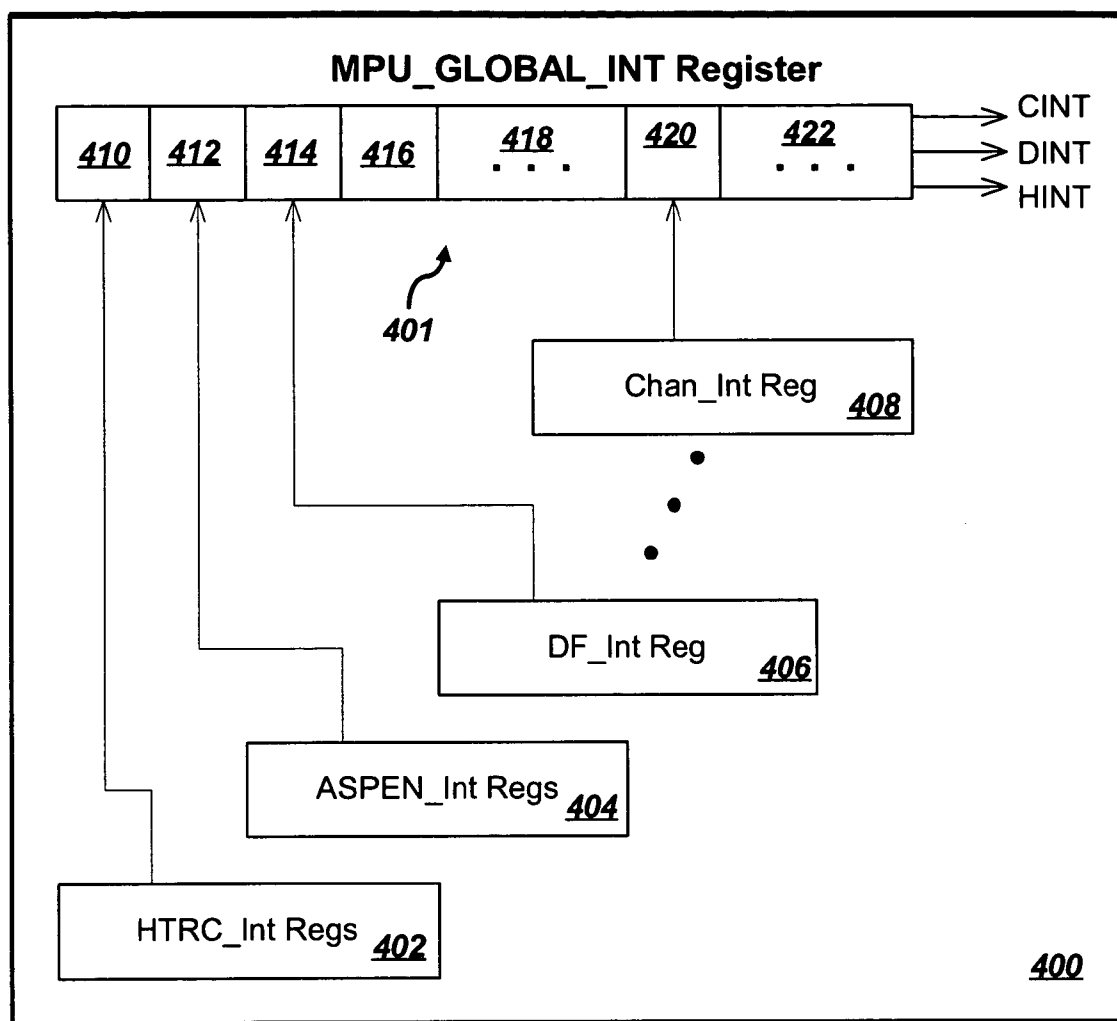 MPU_GLOBAL_INT Register
410 412 414 416 418 420 422
. . . . . .
CINT
DINT
HINT
401
Chan_Int Reg 408
DF_Int Reg 406
ASPEN_Int Regs 404
HTRC_Int Regs 402
400